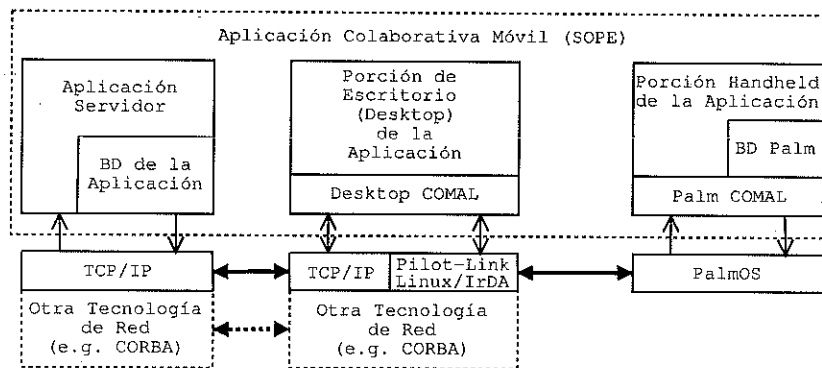 Aplicación Colaborativa Móvil (SOPE)
Aplicación
Servidor
BD de la
Aplicación
Porción de
Escritorio
(Desktop)
de la
Aplicación
Desktop COMAL
Porción Handheld
de la Aplicación
BD Palm
Palm COMAL
TCP/IP
Otra Tecnología
de Red
(e.g. CORBA)
TCP/IP
Pilot-Link
Linux/IrDA
Otra Tecnología
de Red
(e.g. CORBA)
PalmOS